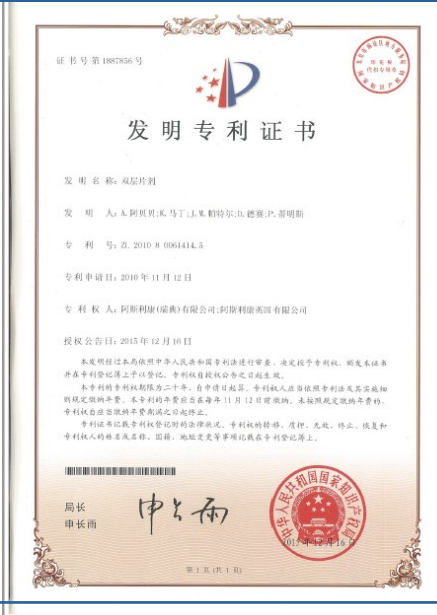 证书号第1887856号
发明专利证书
发 明 名 称：双层片剂
发 明 人：A.阿贝贝;K.马丁;J.M.帕特尔;D.德赛;P.蒂明斯
专 利 号：ZL 2010 8 0061414.5
专利申请日：2010年11月12日
专 利 权 人：阿斯利康(瑞典)有限公司;阿斯利康英国有限公司
授权公告日：2015年12月16日
本发明经过本局依照中华人民共和国专利法进行审查，决定授予专利权，颁发本证书
并在专利登记簿上予以登记。专利权自授权公告之日起生效。
本专利的专利权期限为二十年，自申请日起算。专利权人应当依照专利法及其实施细
则规定缴纳年费。本专利的年费应当在每年11月12日前缴纳。未按照规定缴纳年费的，
专利权自应当缴纳年费期满之日起终止。
专利证书记载专利权登记时的法律状况。专利权的转移、质押、无效、终止、恢复和
专利权人的姓名或名称、国籍、地址变更等事项记载在专利登记簿上。
局长
申长雨
申长雨
中华人民共和国国家知识产权局
2015年12月16日
第 1 页 (共 1 页)